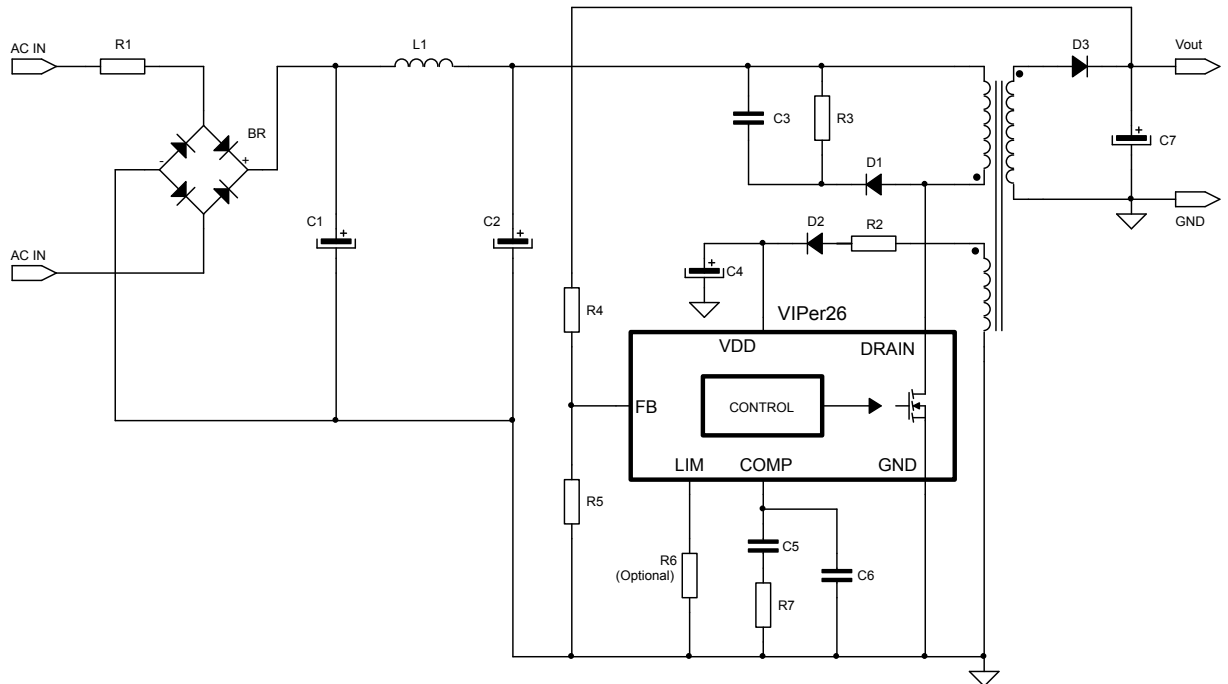 AC IN
R1
L1
D3
Vout
BR
-
+
C3
R3
D1
+
C7
GND
C1
+
C2
+
D2
R2
AC IN
+
C4
R4
VIPer26
VDD
DRAIN
FB
CONTROL
LIM
COMP
GND
R5
R6
(Optional)
C5
C6
R7